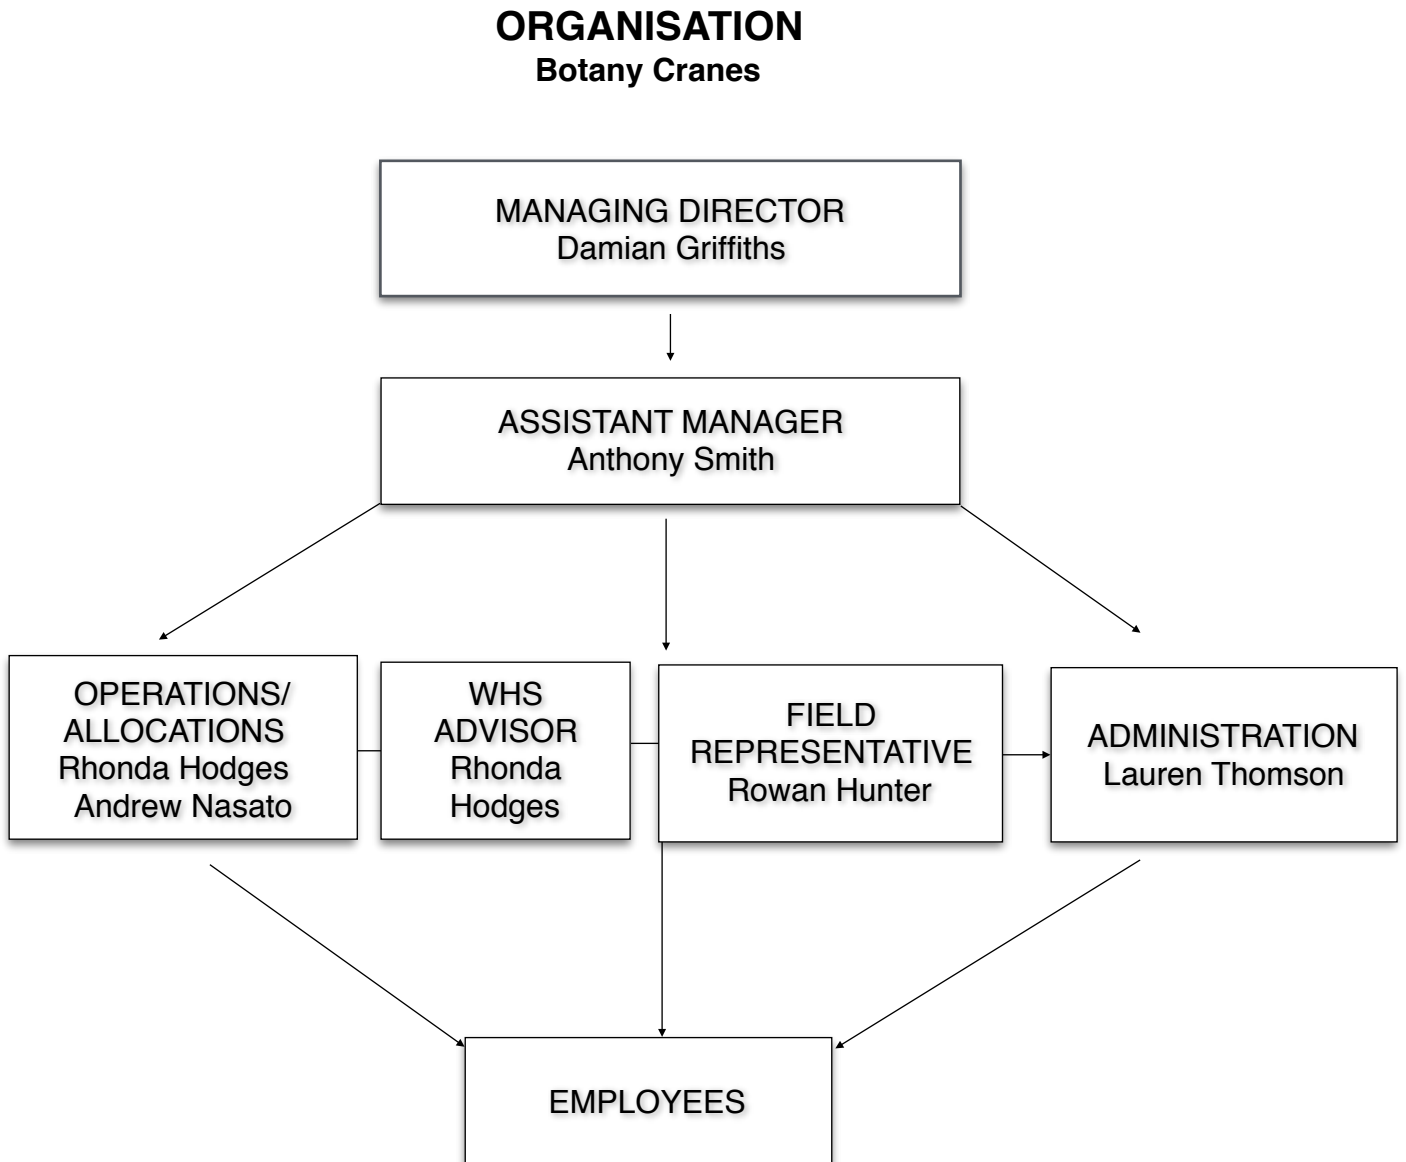 ORGANISATION
Botany Cranes
MANAGING DIRECTOR
Damian Griffiths
ASSISTANT MANAGER
Anthony Smith
OPERATIONS/
ALLOCATIONS
Rhonda Hodges
Andrew Nasato
WHS
ADVISOR
Rhonda
Hodges
FIELD
REPRESENTATIVE
Rowan Hunter
ADMINISTRATION
Lauren Thomson
EMPLOYEES